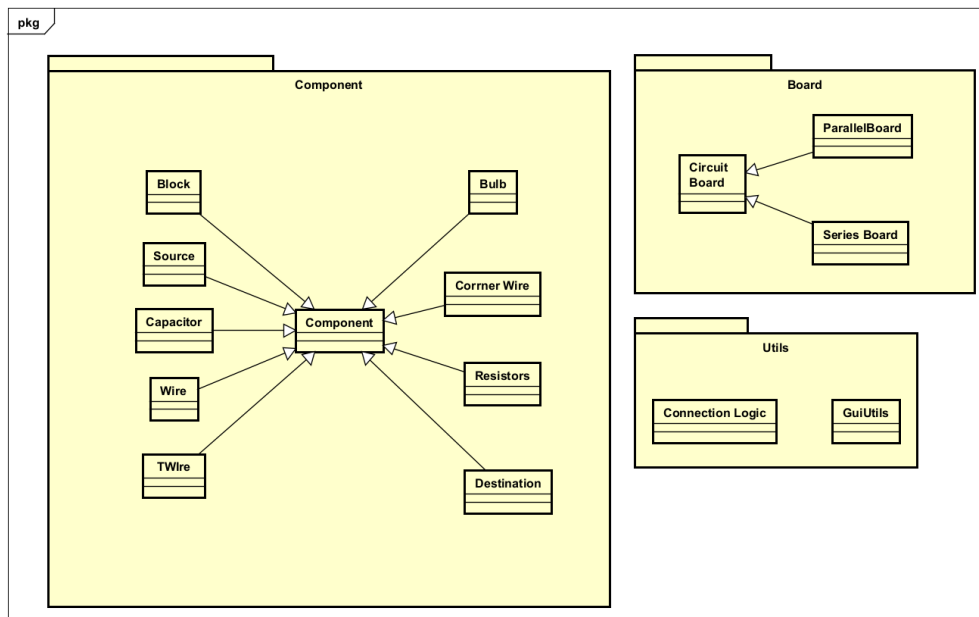 pkg
Component
Block
Bulb
Source
Corrner Wire
Capacitor
Component
Wire
Resistors
TWIre
Destination
Board
ParallelBoard
Circuit
Board
Series Board
Utils
Connection Logic
GuiUtils